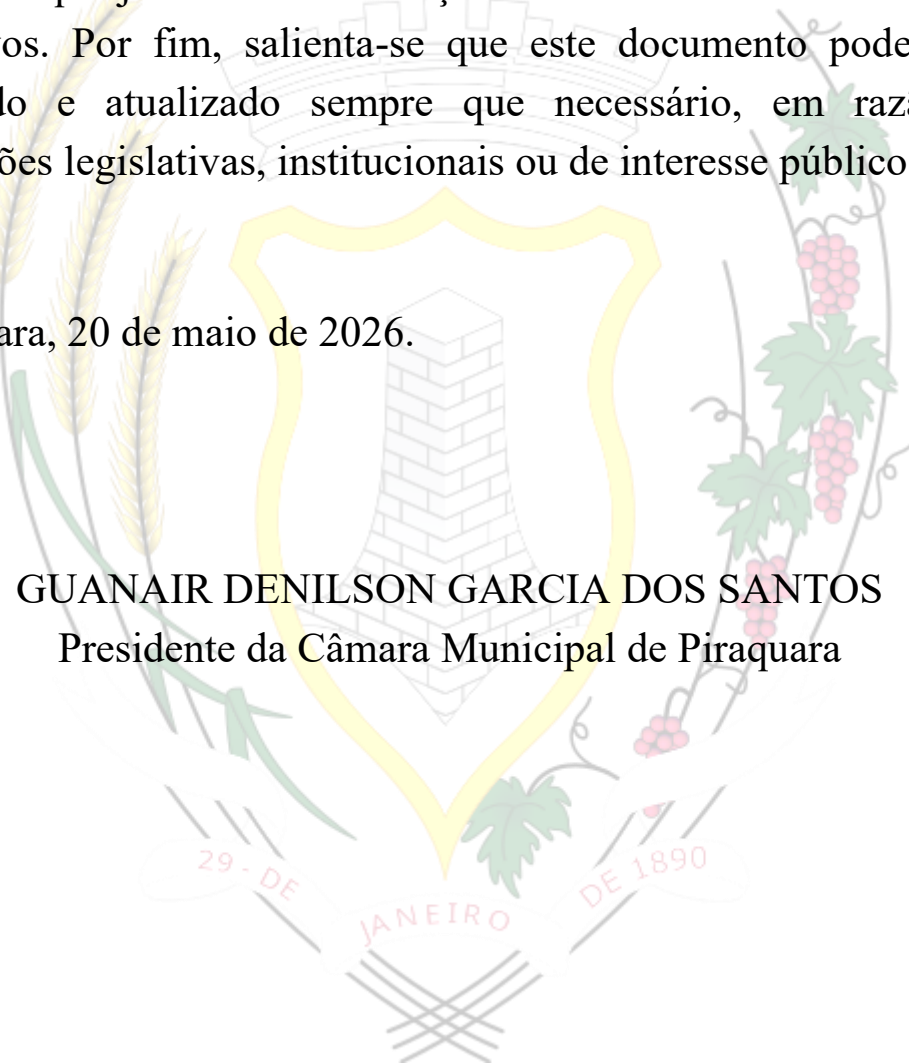 vos. Por fim, salienta-se que este documento pode
do e atualizado sempre que necessário, em raz
ões legislativas, institucionais ou de interesse público
ara, 20 de maio de 2026.
GUANAIR DENILSON GARCIA DOS SANTOS
Presidente da Câmara Municipal de Piraquara
29 - DE JANEIRO DE 1890